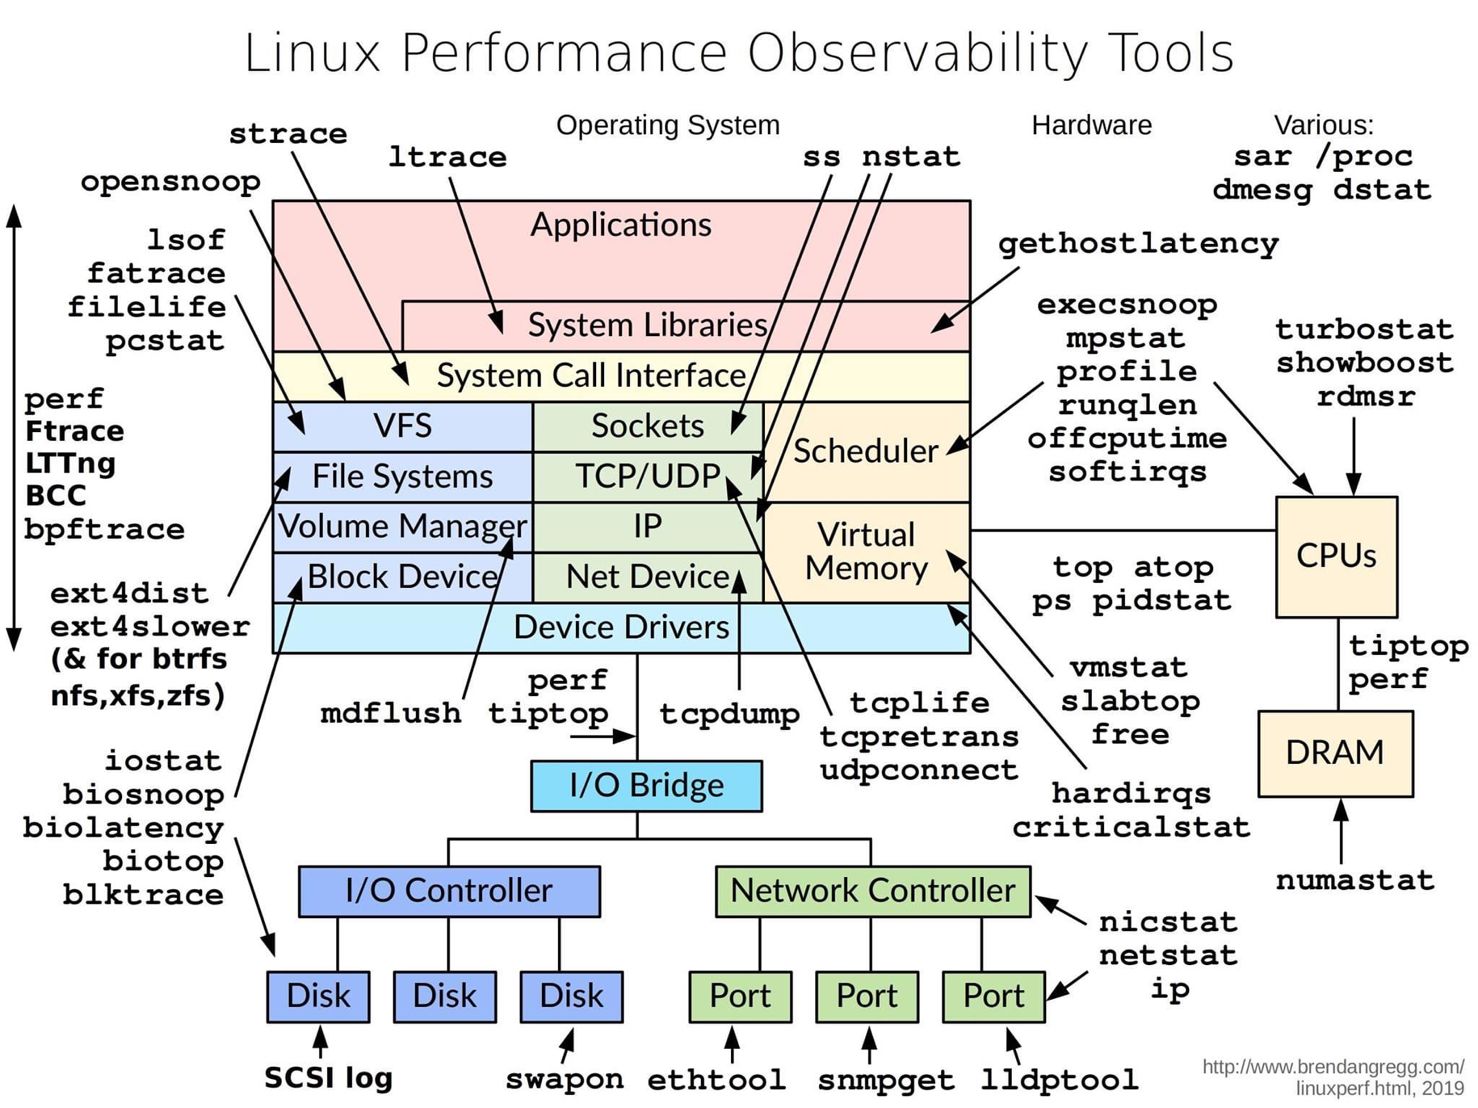 Linux Performance Observability Tools
Operating System
Hardware
Various:
sar /proc
dmesg dstat
strace
ltrace
ss nstat
opensnoop
lsof
fatrace
filelife
pcstat
gethostlatency
Applications
System Libraries
System Call Interface
VFS
Sockets
Scheduler
File Systems
TCP/UDP
Volume Manager
IP
Virtual
Memory
Block Device
Net Device
Device Drivers
execsnoop
mpstat
profile
runqlen
offcputime
softirqs
turbostat
showboost
rdmsr
perf
Ftrace
LTTng
BCC
bpftrace
CPUs
top atop
ps pidstat
ext4dist
ext4slower
(& for btrfs
nfs,xfs,zfs)
tiptop
perf
vmstat
slabtop
free
mdflush
perf
tiptop
tcpdump
tcplife
tcpretrans
udpconnect
DRAM
iostat
biosnoop
biolatency
biotop
blktrace
I/O Bridge
hardirqs
criticalstat
numastat
I/O Controller
Network Controller
nicstat
netstat
ip
Disk
Disk
Disk
Port
Port
Port
SCSI log
swapon
ethtool
snmpget
lldptool
http://www.brendangregg.com/
linuxperf.html, 2019